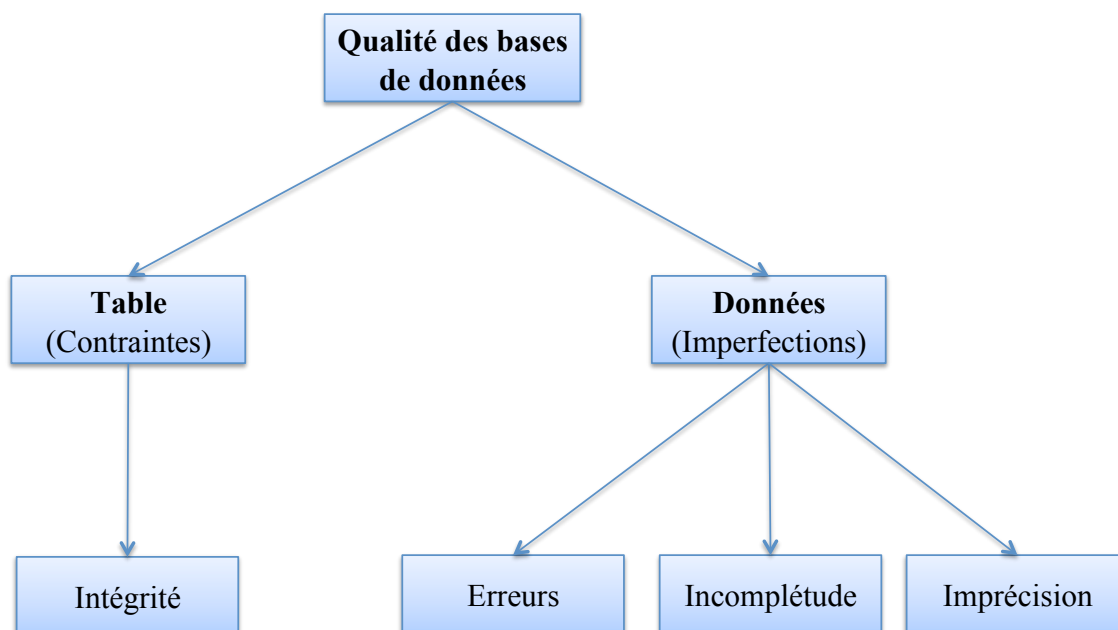 Qualité des bases
de données
Table
(Contraintes)
Données
(Imperfections)
Intégrité
Erreurs
Incomplétude
Imprécision